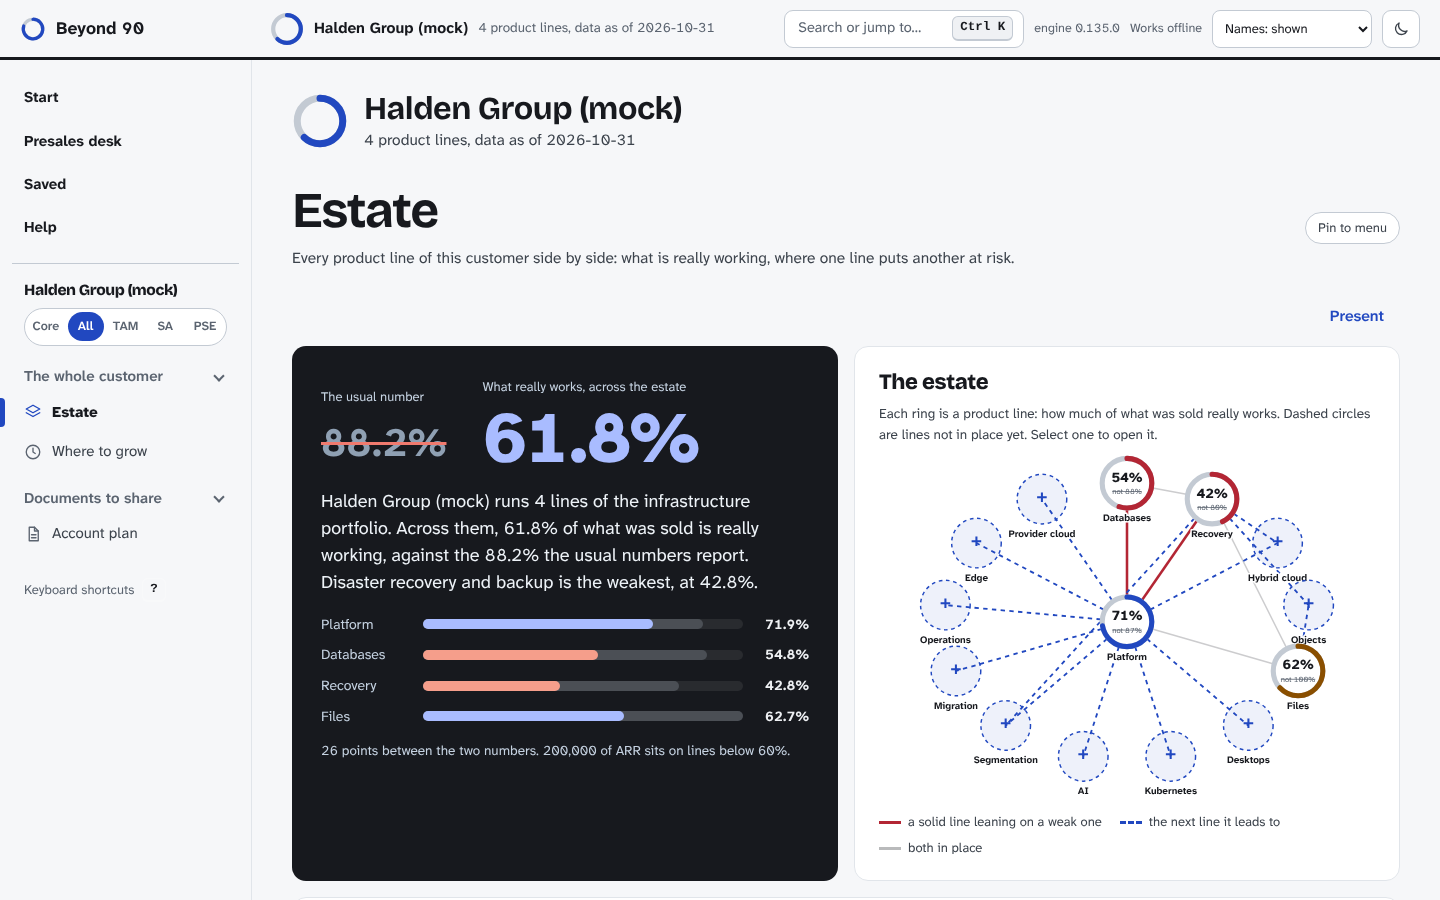 Beyond 90
Halden Group (mock) 4 product lines, data as of 2026-10-31
Search or jump to... Ctrl K
engine 0.135.0 Works offline
Names: shown
Start
Presales desk
Saved
Help
Halden Group (mock)
Core All TAM SA PSE
The whole customer
Estate
Where to grow
Documents to share
Account plan
Keyboard shortcuts ?
Halden Group (mock)
4 product lines, data as of 2026-10-31
Estate
Pin to menu
Every product line of this customer side by side: what is really working, where one line puts another at risk.
Present
The usual number
88.2%
What really works, across the estate
61.8%
Halden Group (mock) runs 4 lines of the infrastructure
portfolio. Across them, 61.8% of what was sold is really
working, against the 88.2% the usual numbers report.
Disaster recovery and backup is the weakest, at 42.8%.
Platform 71.9%
Databases 54.8%
Recovery 42.8%
Files 62.7%
26 points between the two numbers. 200,000 of ARR sits on lines below 60%.
The estate
Each ring is a product line: how much of what was sold really works. Dashed circles
are lines not in place yet. Select one to open it.
54%
not 88%
Databases
42%
not 80%
Recovery
Provider cloud
Edge
Hybrid cloud
Operations
Objects
71%
not 87%
Platform
62%
not 100%
Files
Migration
Segmentation
Desktops
AI
Kubernetes
a solid line leaning on a weak one
the next line it leads to
both in place